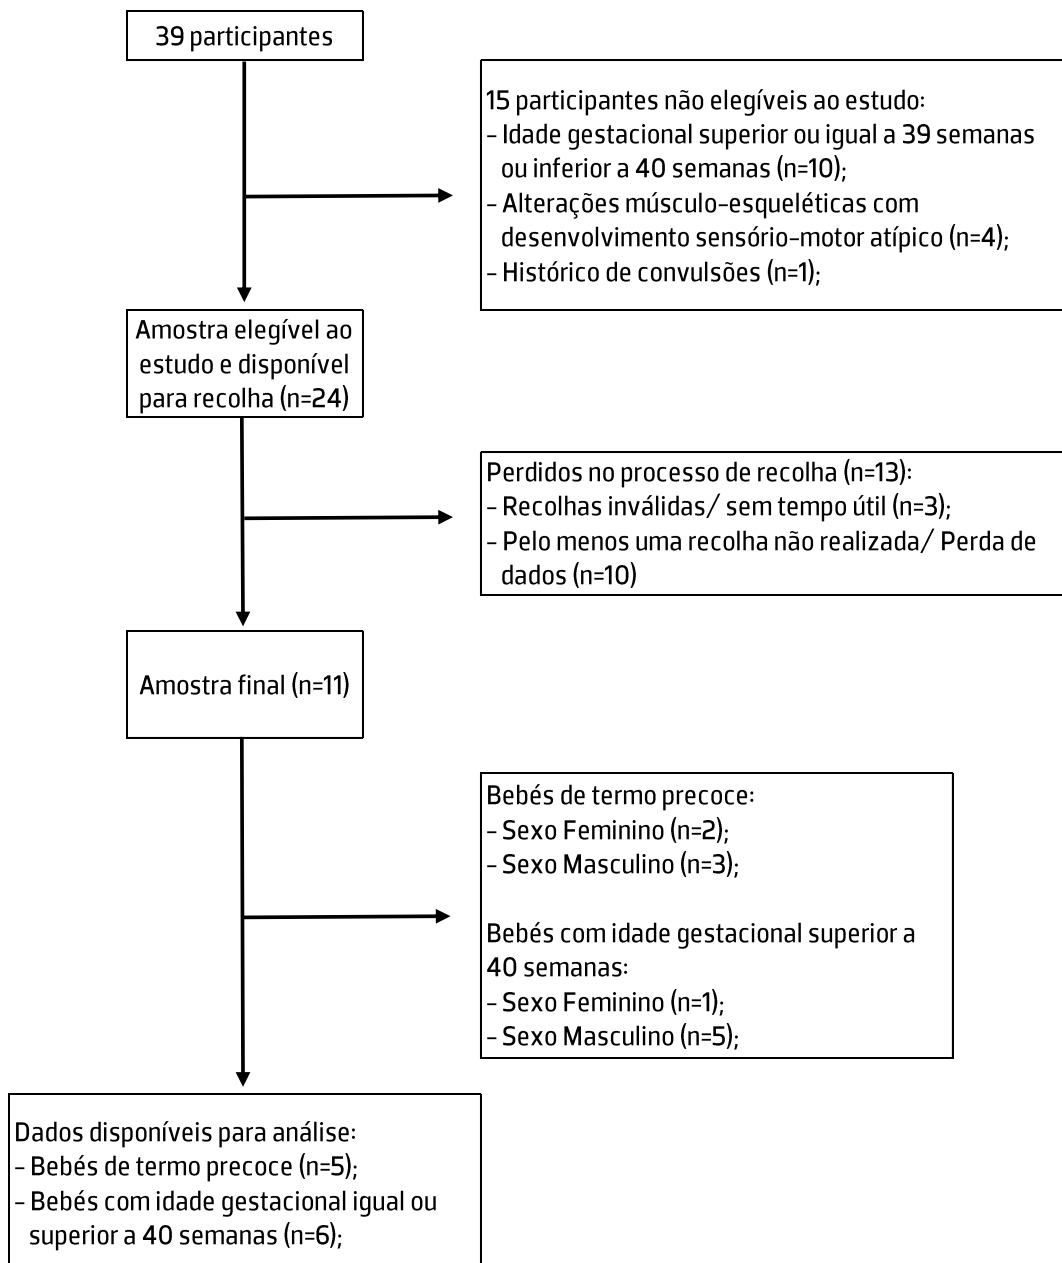 39 participantes
15 participantes não elegíveis ao estudo:
- Idade gestacional superior ou igual a 39 semanas
ou inferior a 40 semanas (n=10);
- Alterações músculo-esqueléticas com
desenvolvimento sensório-motor atípico (n=4);
- Histórico de convulsões (n=1);
Amostra elegível ao
estudo e disponível
para recolha (n=24)
Perdidos no processo de recolha (n=13):
- Recolhas inválidas/ sem tempo útil (n=3);
- Pelo menos uma recolha não realizada/ Perda de
dados (n=10)
Amostra final (n=11)
Bebés de termo precoce:
- Sexo Feminino (n=2);
- Sexo Masculino (n=3);
Bebés com idade gestacional superior a
40 semanas:
- Sexo Feminino (n=1);
- Sexo Masculino (n=5);
Dados disponíveis para análise:
- Bebés de termo precoce (n=5);
- Bebés com idade gestacional igual ou
superior a 40 semanas (n=6);